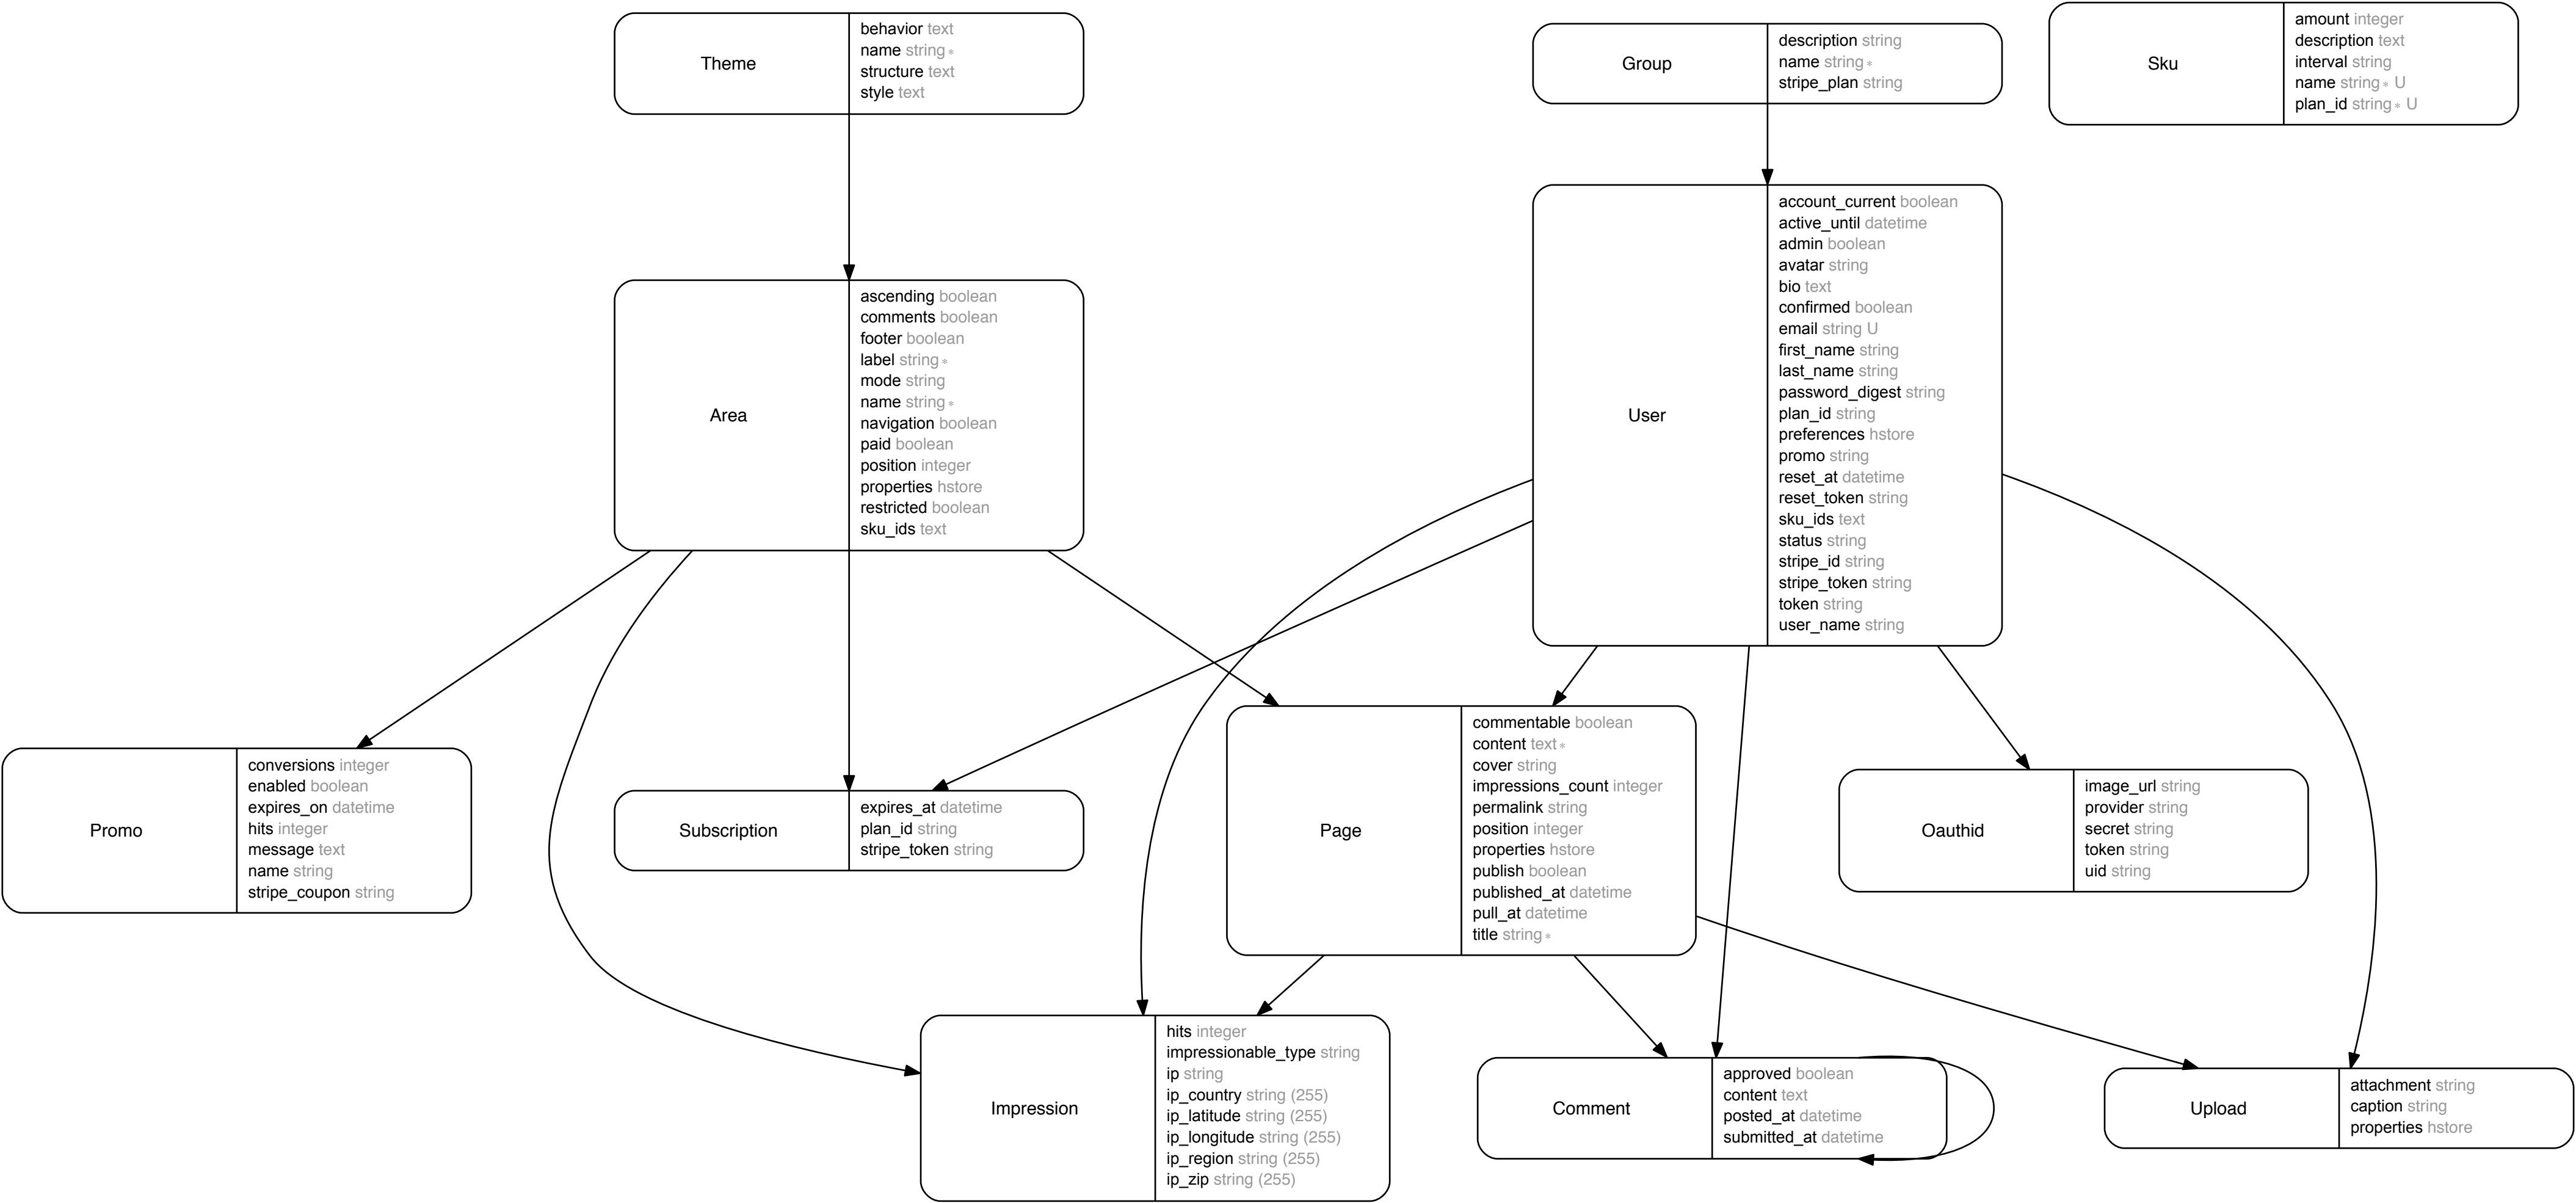 Theme
behavior text
name string *
structure text
style text
Group
description string
name string *
stripe_plan string
Sku
amount integer
description text
interval string
name string * U
plan_id string * U
Area
ascending boolean
comments boolean
footer boolean
label string *
mode string
name string *
navigation boolean
paid boolean
position integer
properties hstore
restricted boolean
sku_ids text
User
account_current boolean
active_until datetime
admin boolean
avatar string
bio text
confirmed boolean
email string U
first_name string
last_name string
password_digest string
plan_id string
preferences hstore
promo string
reset_at datetime
reset_token string
sku_ids text
status string
stripe_id string
stripe_token string
token string
user_name string
Promo
conversions integer
enabled boolean
expires_on datetime
hits integer
message text
name string
stripe_coupon string
Subscription
expires_at datetime
plan_id string
stripe_token string
Page
commentable boolean
content text *
cover string
impressions_count integer
permalink string
position integer
properties hstore
publish boolean
published_at datetime
pull_at datetime
title string *
Oauthid
image_url string
provider string
secret string
token string
uid string
Impression
hits integer
impressionable_type string
ip string
ip_country string (255)
ip_latitude string (255)
ip_longitude string (255)
ip_region string (255)
ip_zip string (255)
Comment
approved boolean
content text
posted_at datetime
submitted_at datetime
Upload
attachment string
caption string
properties hstore